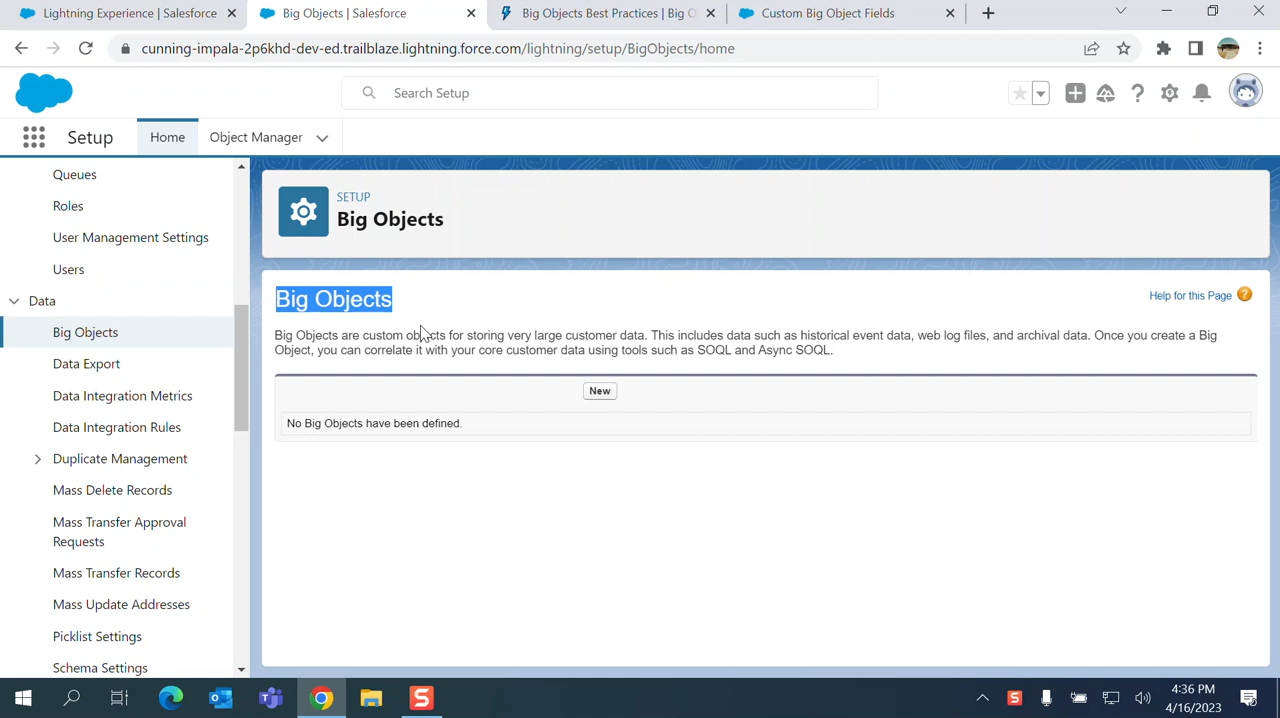 Lightning Experience | Salesforce
Big Objects | Salesforce
Big Objects Best Practices | Big O
Custom Big Object Fields
cunning-impala-2p6khd-dev-ed.trailblaze.lightning.force.com/lightning/setup/BigObjects/home
Search Setup
Setup
Home
Object Manager
Queues
Roles
User Management Settings
Users
Data
Big Objects
Data Export
Data Integration Metrics
Data Integration Rules
Duplicate Management
Mass Delete Records
Mass Transfer Approval
Requests
Mass Transfer Records
Mass Update Addresses
Picklist Settings
Schema Settings
SETUP
Big Objects
Big Objects
Help for this Page
Big Objects are custom objects for storing very large customer data. This includes data such as historical event data, web log files, and archival data. Once you create a Big
Object, you can correlate it with your core customer data using tools such as SOQL and Async SOQL.
New
No Big Objects have been defined.
4:36 PM
4/16/2023